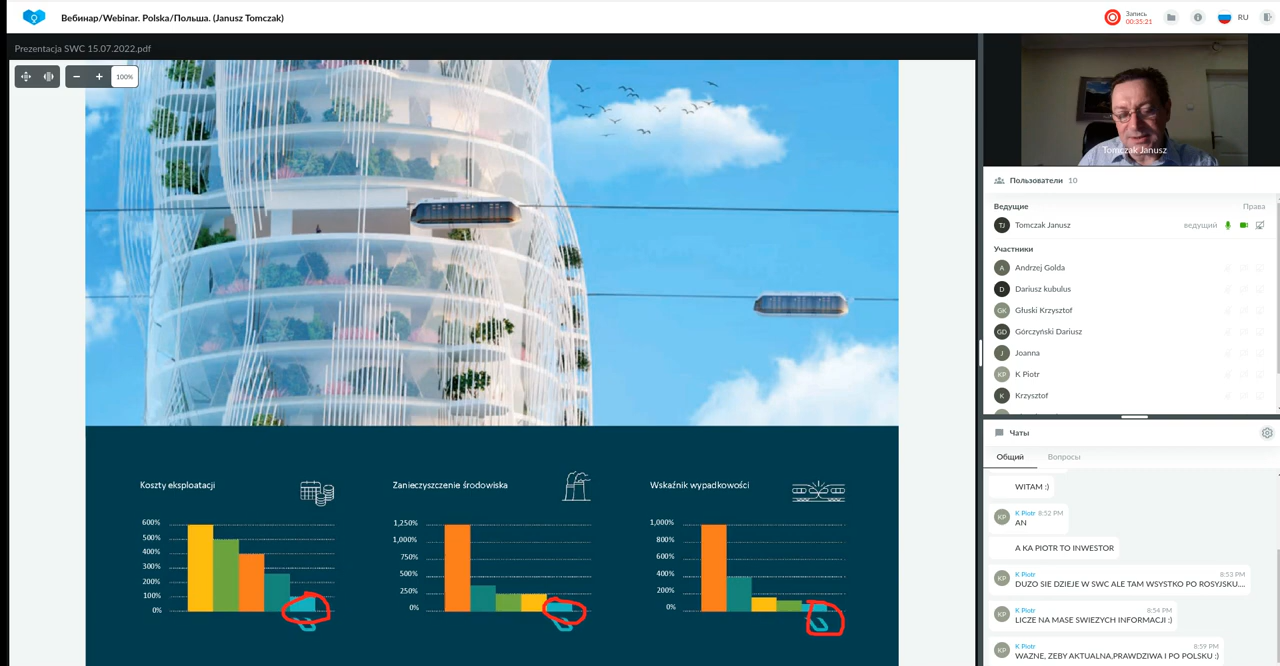 Вебинар/Webinar. Polska/Польша. (Janusz Tomczak)
Запись
00:35:21
RU
Prezentacja SWC 15.07.2022.pdf
100%
Tomczak Janusz
Пользователи 10
Ведущие Права
TJ Tomczak Janusz ведущий
Участники
A Andrzej Golda
D Dariusz kubulus
GK Głuski Krzysztof
GD Górczyński Dariusz
J Joanna
KP K Piotr
K Krzysztof
Чаты
Общий Вопросы
WITAM :)
KP K Piotr 8:52 PM
AN
A KA PIOTR TO INWESTOR
KP K Piotr 8:53 PM
DUZO SIE DZIEJE W SWC ALE TAM WSYSTKO PO ROSYJSKU....
KP K Piotr 8:54 PM
LICZE NA MASE SWIEZYCH INFORMACJI :)
KP K Piotr 8:59 PM
WAZNE, ZEBY AKTUALNA,PRAWDZIWA I PO POLSKU :)
Koszty eksploatacji
600%
500%
400%
300%
200%
100%
0%
Zanieczyszczenie środowiska
1,250%
1,000%
750%
500%
250%
0%
Wskaźnik wypadkowości
1,000%
800%
600%
400%
200%
0%